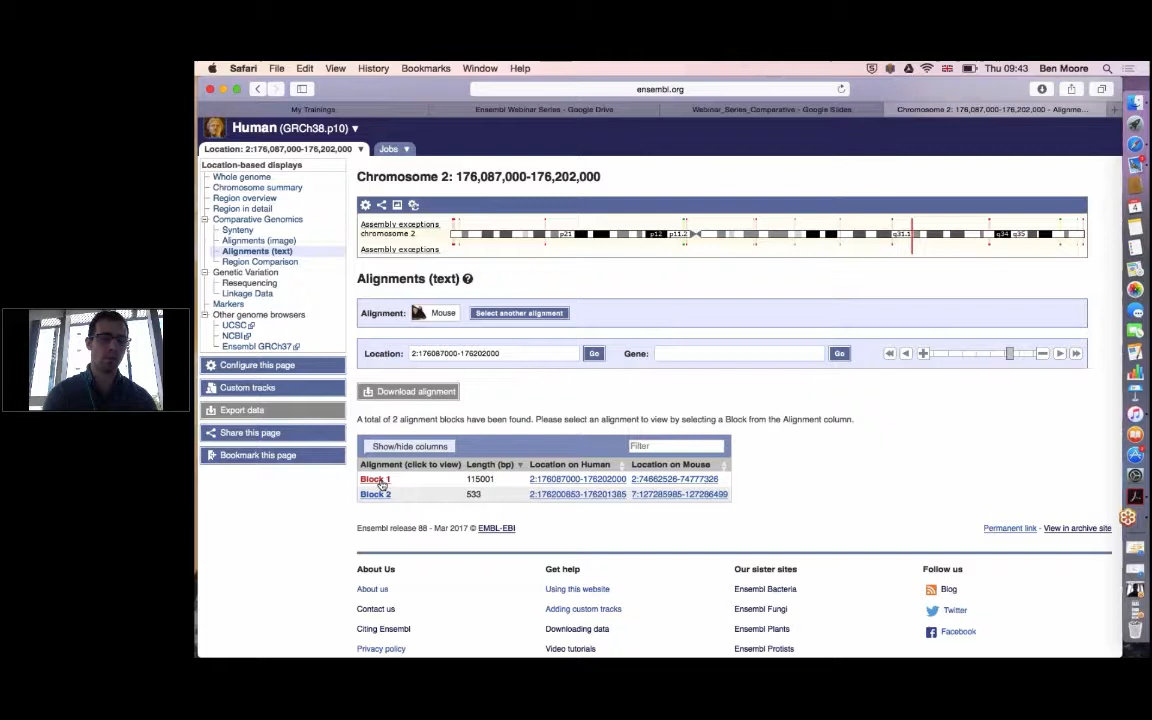 Safari File Edit View History Bookmarks Window Help Thu 09:43 Ben Moore
ensembl.org
My Trainings Ensembl Webinar Series - Google Drive Webinar_Series_Comparative - Google Slides Chromosome 2: 176,087,000-176,202,000 - Alignme...
Human (GRCh38.p10) ▼
Location: 2:176,087,000-176,202,000 ▼ Jobs ▼
Location-based displays
Whole genome
Chromosome summary
Region overview
Region in detail
Comparative Genomics
Synteny
Alignments (image)
Alignments (text)
Region Comparison
Genetic Variation
Resequencing
Linkage Data
Markers
Other genome browsers
UCSC
NCBI
Ensembl GRCh37
Configure this page
Custom tracks
Export data
Share this page
Bookmark this page
Chromosome 2: 176,087,000-176,202,000
Assembly exceptions
chromosome 2 p21 p12 p11.2 q31.1 q34 q35
Assembly exceptions
Alignments (text)
Alignment: Mouse Select another alignment
Location: 2:176087000-176202000 Go Gene: Go
Download alignment
A total of 2 alignment blocks have been found. Please select an alignment to view by selecting a Block from the Alignment column.
Show/hide columns Filter
Alignment (click to view) Length (bp) Location on Human Location on Mouse
Block 1 115001 2:176087000-176202000 2:74662526-74777326
Block 2 533 2:176200853-176201385 7:127285985-127286499
Ensembl release 88 - Mar 2017 © EMBL-EBI Permanent link - View in archive site
About Us Get help Our sister sites Follow us
About us Using this website Ensembl Bacteria Blog
Contact us Adding custom tracks Ensembl Fungi Twitter
Citing Ensembl Downloading data Ensembl Plants Facebook
Privacy policy Video tutorials Ensembl Protists